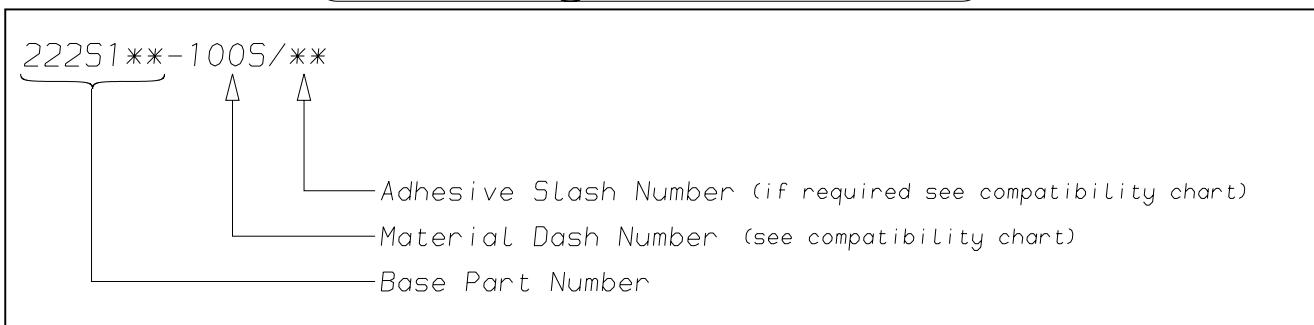 222S1**-100S/**
Adhesive Slash Number (if required see compatibility chart)
Material Dash Number (see compatibility chart)
Base Part Number